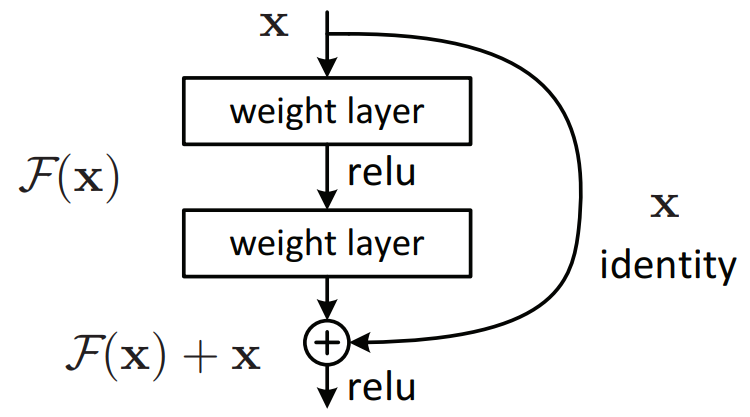 x
weight layer
relu
F(x)
x
weight layer
identity
F(x) + x
+
relu